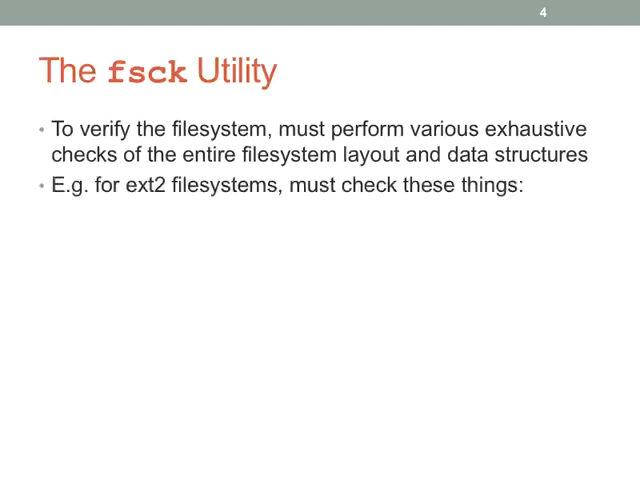 4
The fsck Utility
• To verify the filesystem, must perform various exhaustive
checks of the entire filesystem layout and data structures
• E.g. for ext2 filesystems, must check these things: